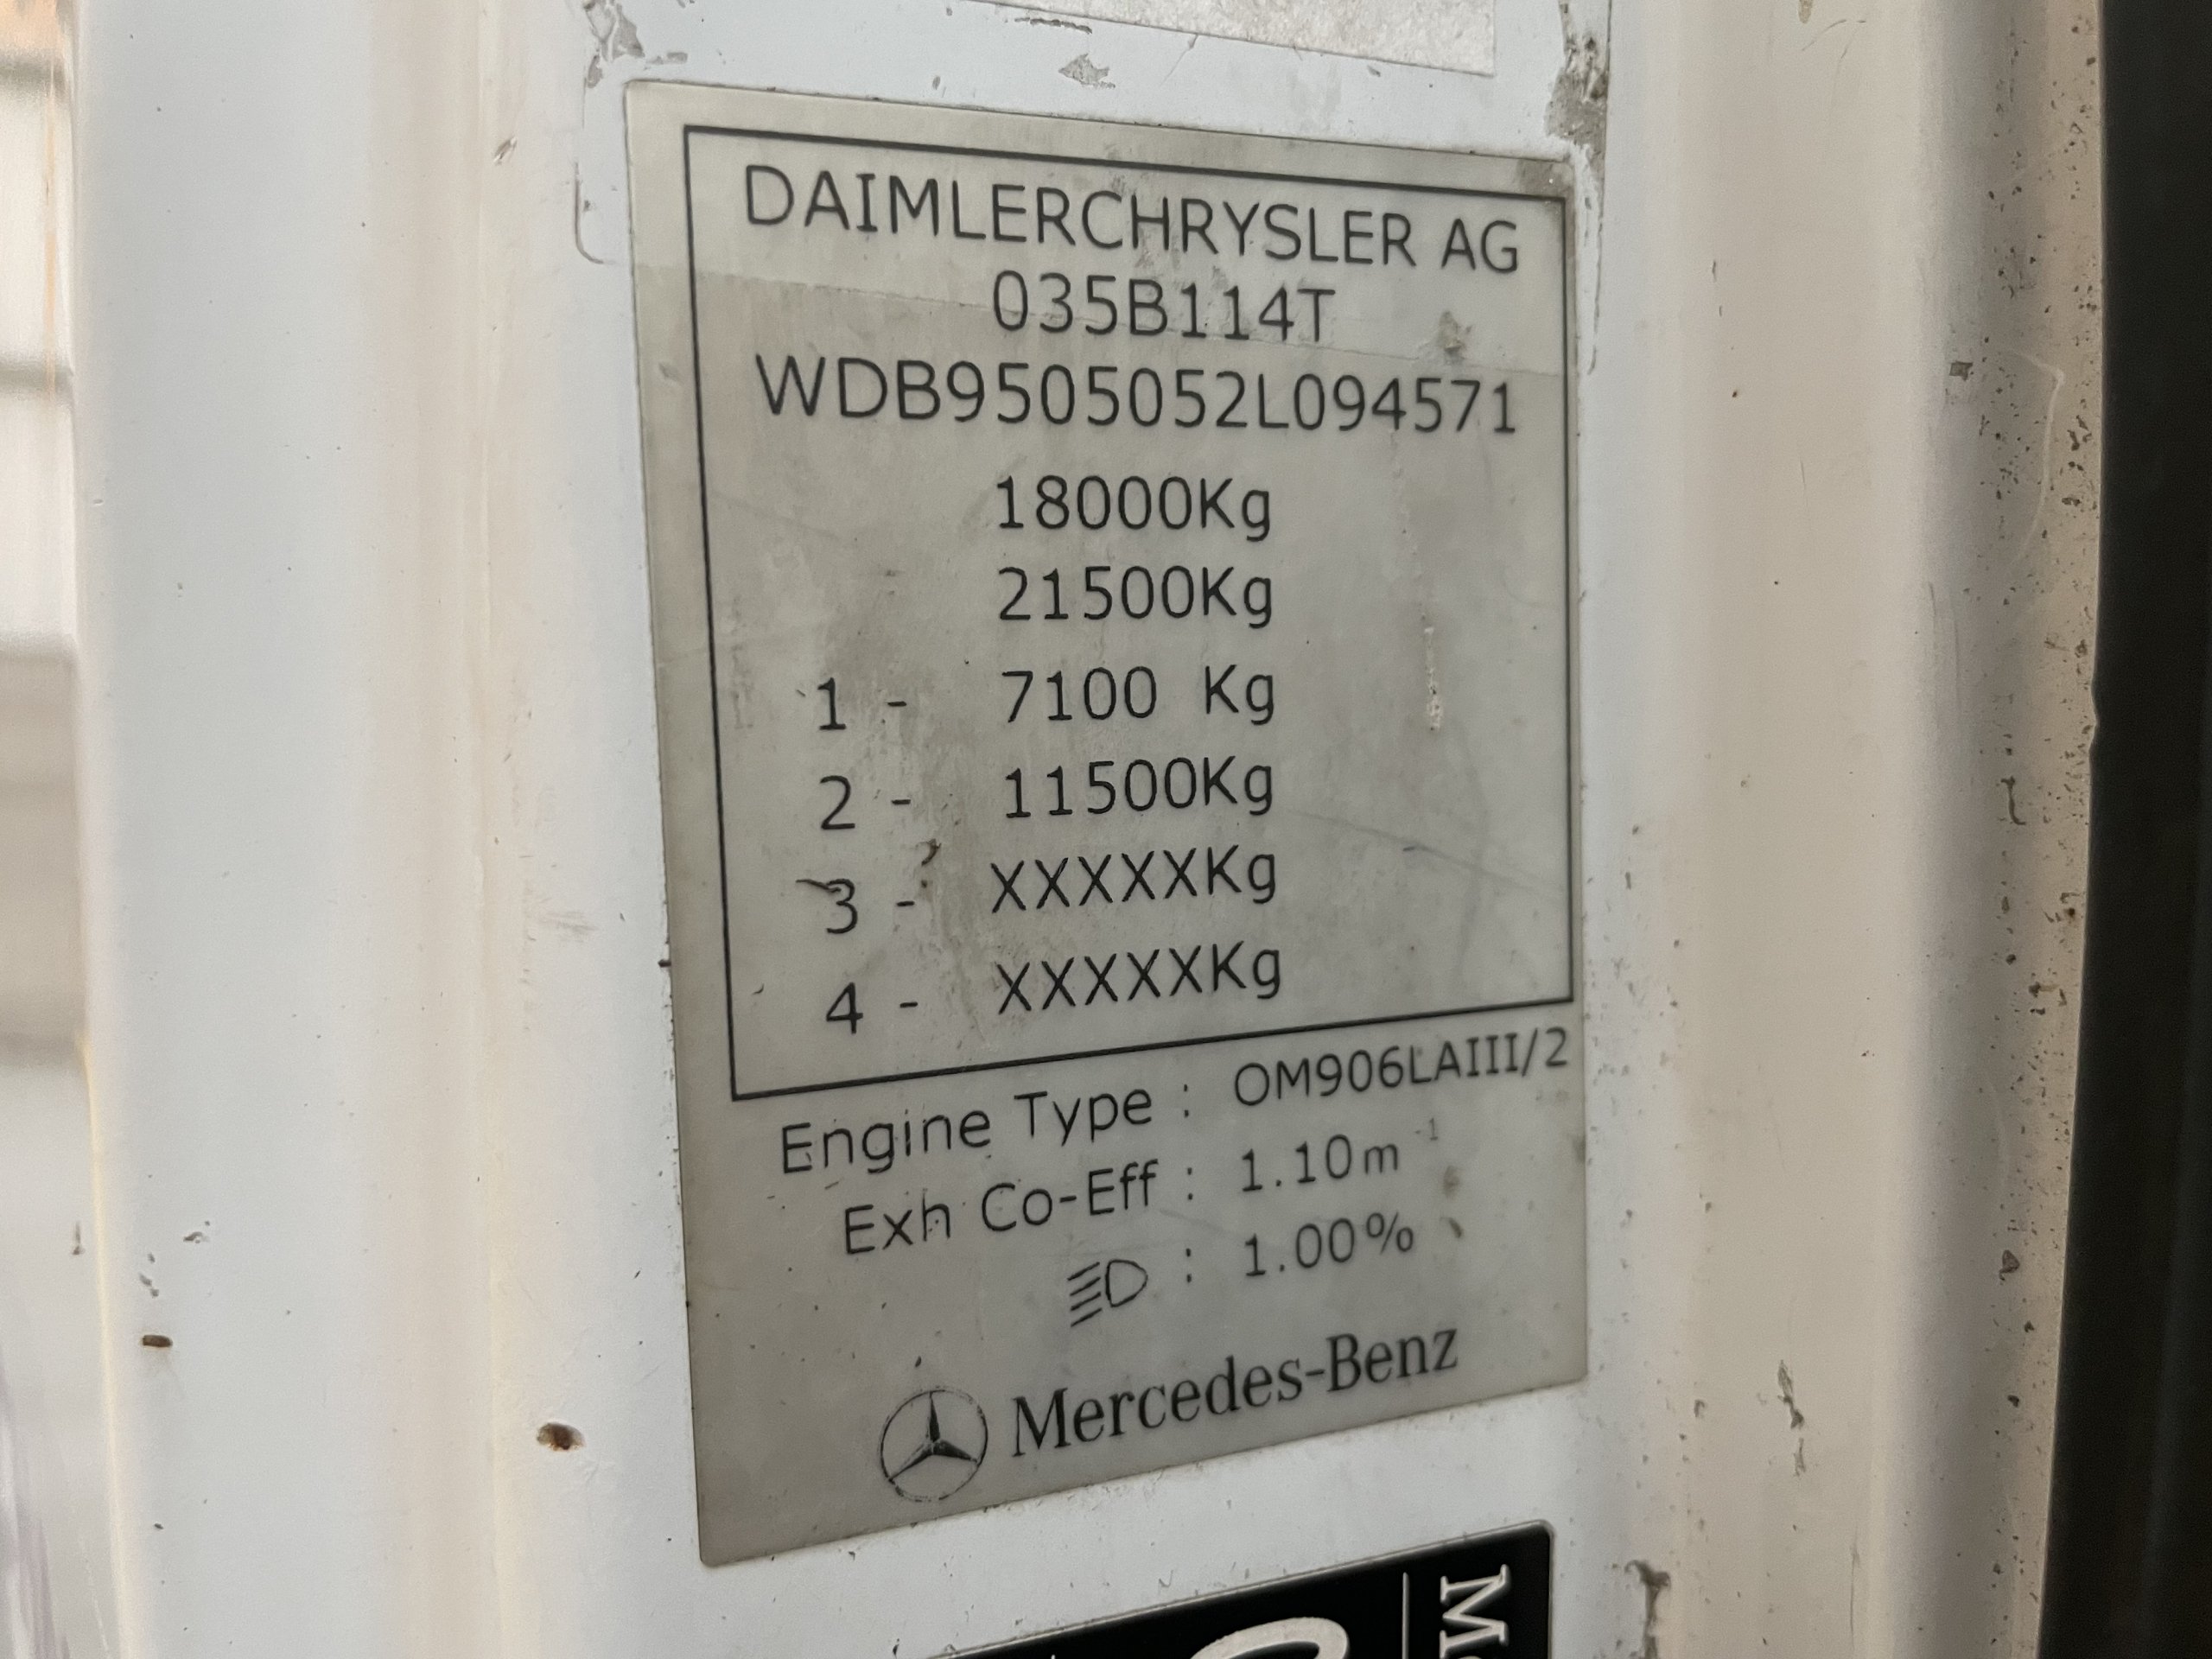 DAIMLERCHRYSLER AG
035B114T
WDB9505052L094571
18000Kg
21500Kg
1 - 7100 Kg
2 - 11500Kg
3 - XXXXXKg
4 - XXXXXKg
Engine Type : OM906LAIII/2
Exh Co-Eff : 1.10m⁻¹
: 1.00%
Mercedes-Benz